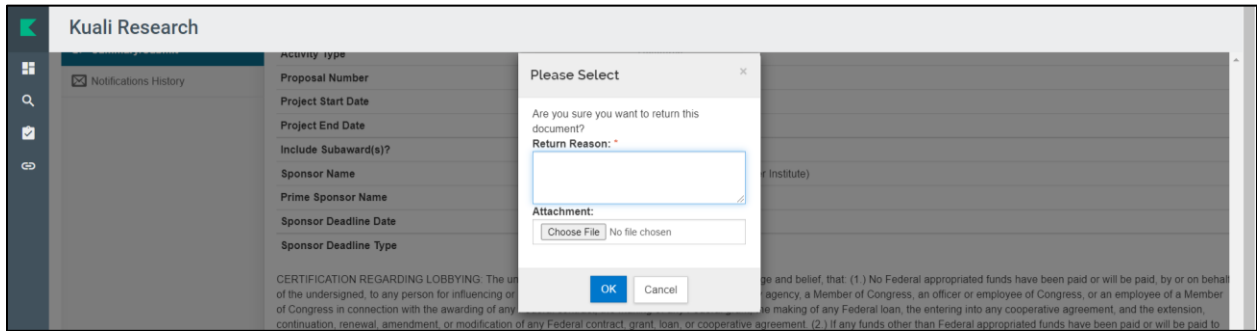 Kuali Research
Activity Type
Notifications History
Proposal Number
Project Start Date
Project End Date
Include Subaward(s)?
Sponsor Name
r Institute)
Prime Sponsor Name
Sponsor Deadline Date
Sponsor Deadline Type
Please Select
×
Are you sure you want to return this
document?
Return Reason: *
Attachment:
Choose File No file chosen
OK Cancel
CERTIFICATION REGARDING LOBBYING: The un ge and belief, that: (1.) No Federal appropriated funds have been paid or will be paid, by or on behalf
of the undersigned, to any person for influencing or agency, a Member of Congress, an officer or employee of Congress, or an employee of a Member
of Congress in connection with the awarding of any he making of any Federal loan, the entering into any cooperative agreement, and the extension,
continuation, renewal, amendment, or modification of any Federal contract, grant, loan, or cooperative agreement. (2.) If any funds other than Federal appropriated funds have been paid or will be paid to